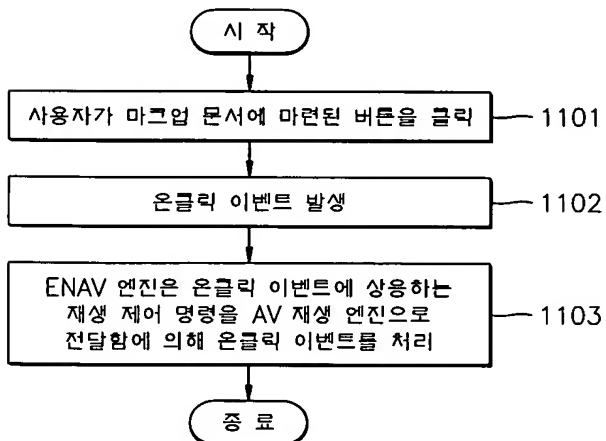 시 작
사용자가 마크업 문서에 마련된 버튼을 클릭
1101
온클릭 이벤트 발생
1102
ENAV 엔진은 온클릭 이벤트에 상용하는
재생 제어 명령을 AV 재생 엔진으로
전달함에 의해 온클릭 이벤트를 처리
1103
종 료